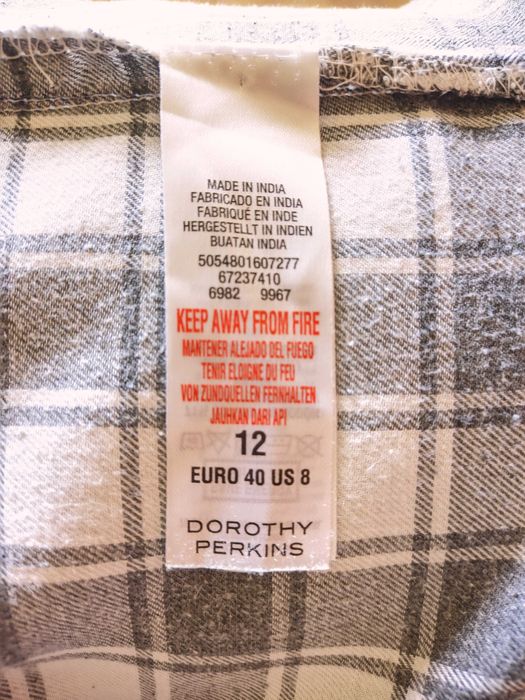 MADE IN INDIA
FABRICADO EN INDIA
FABRIQUÉ EN INDE
HERGESTELLT IN INDIEN
BUATAN INDIA
5054801607277
67237410
6982 9967
KEEP AWAY FROM FIRE
MANTENER ALEJADO DEL FUEGO
TENIR ELOIGNE DU FEU
VON ZUNDQUELLEN FERNHALTEN
JAUHKAN DARI API
12
EURO 40 US 8
DOROTHY
PERKINS